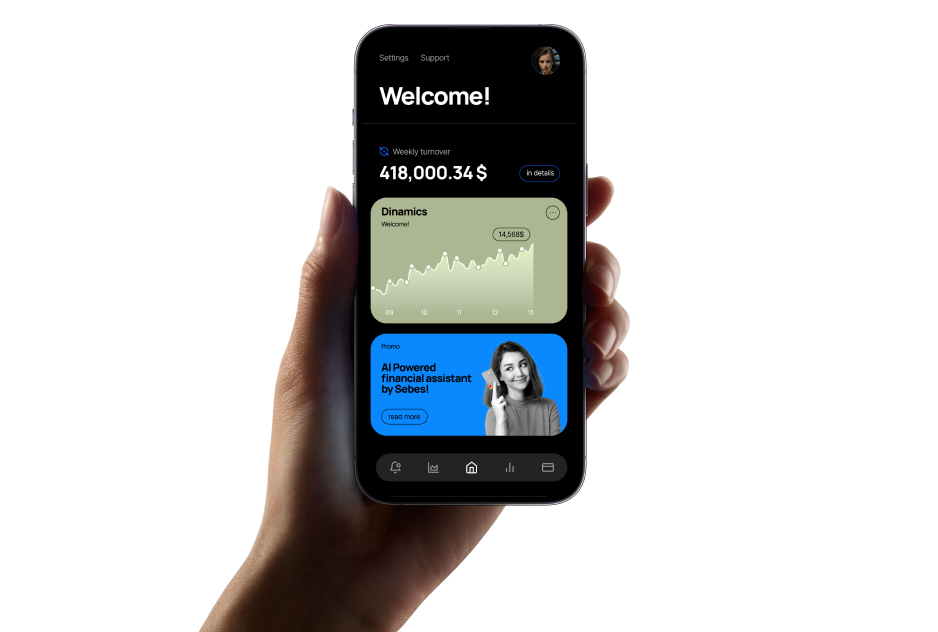 Settings Support
Welcome!
Weekly turnover
418,000.34 $
in details
Dinamics
Welcome!
14,568$
09 10 11 12 13
Promo
AI Powered
financial assistant
by Sebes!
read more